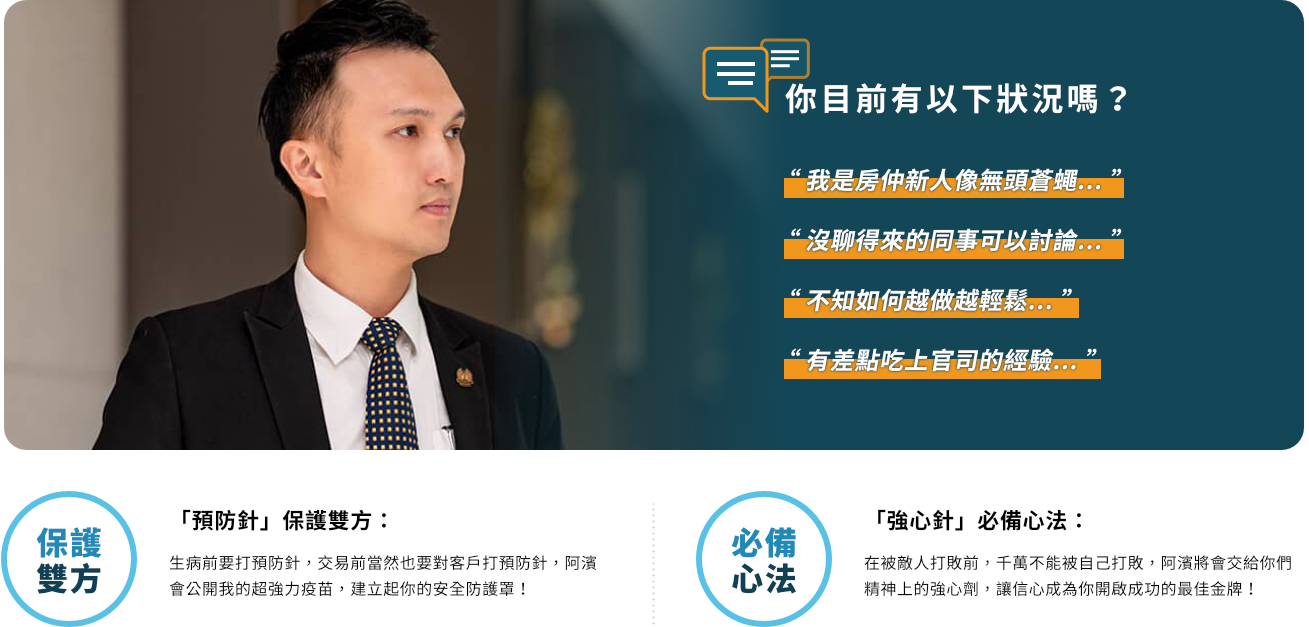 你目前有以下狀況嗎？
“ 我是房仲新人像無頭蒼蠅... ”
“ 沒聊得來的同事可以討論... ”
“ 不知如何越做越輕鬆... ”
“ 有差點吃上官司的經驗... ”
保護
雙方
「預防針」保護雙方：
生病前要打預防針，交易前當然也要對客戶打預防針，阿濱
會公開我的超強力疫苗，建立起你的安全防護罩！
必備
心法
「強心針」必備心法：
在被敵人打敗前，千萬不能被自己打敗，阿濱將會交給你們
精神上的強心劑，讓信心成為你開啟成功的最佳金牌！